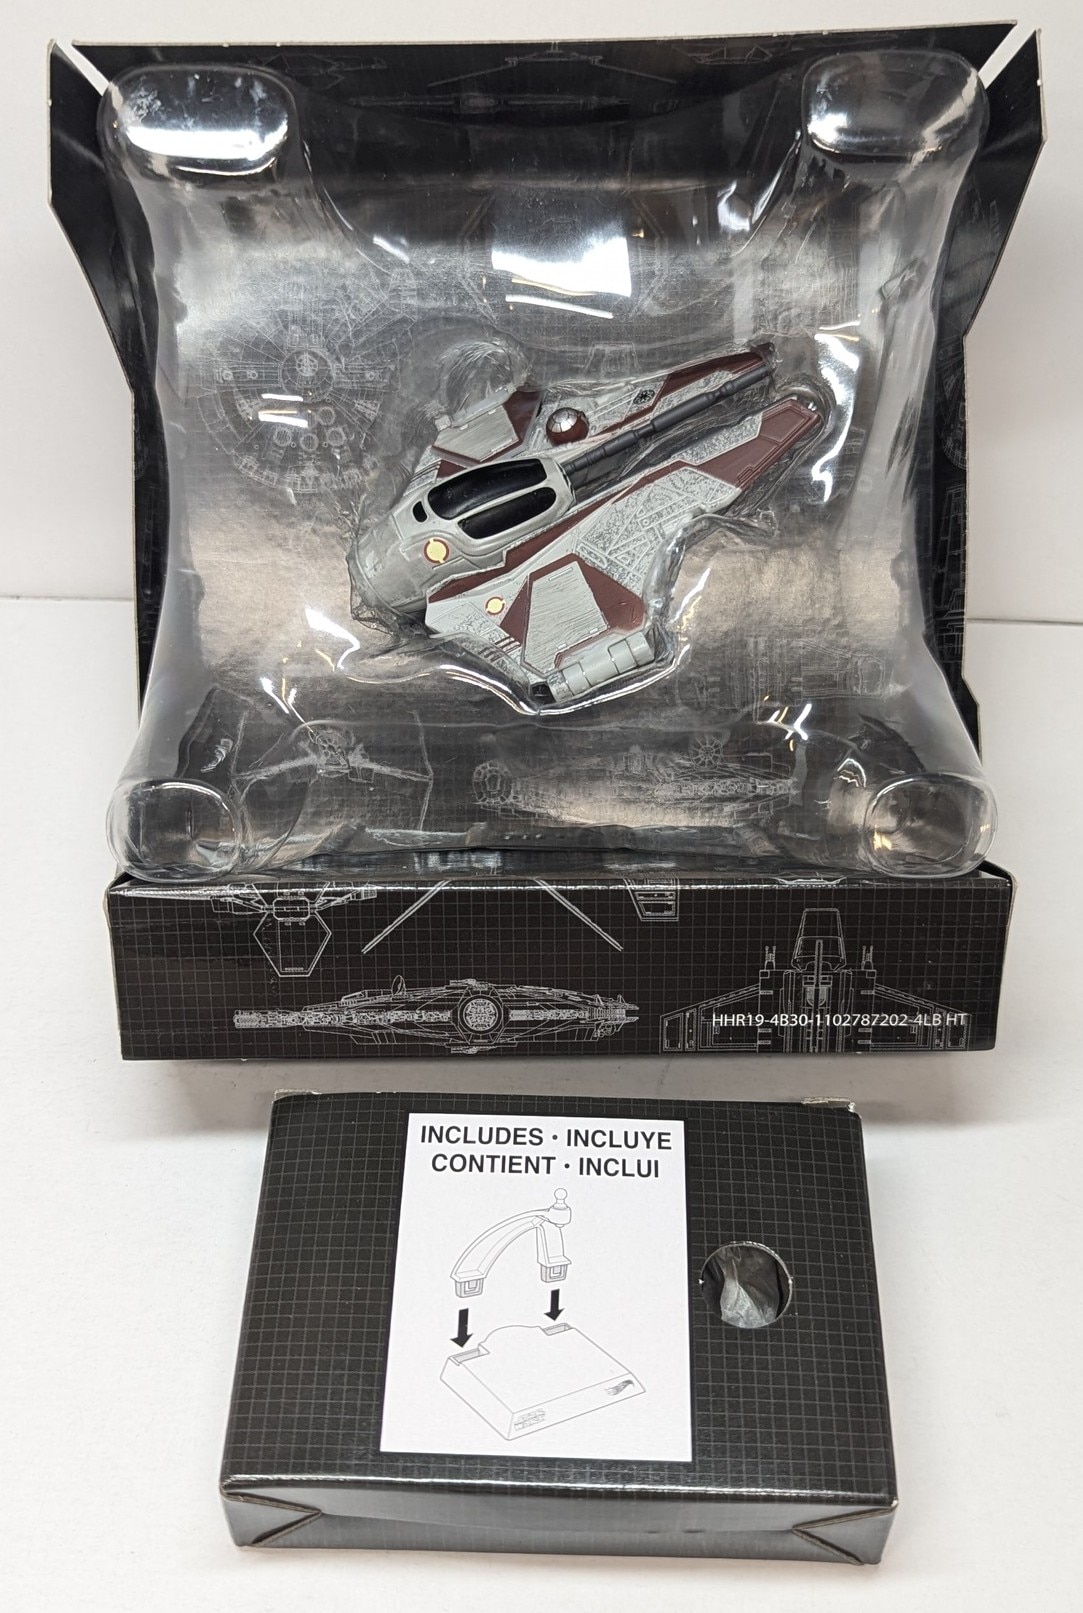 HHR19-4B30-1102787202-4LB HT
INCLUDES • INCLUYE
CONTIENT • INCLUI